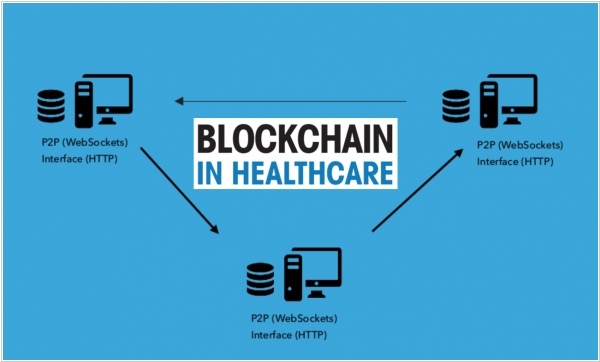 P2P (WebSockets)
Interface (HTTP)
BLOCKCHAIN
IN HEALTHCARE
P2P (WebSockets)
Interface (HTTP)
P2P (WebSockets)
Interface (HTTP)